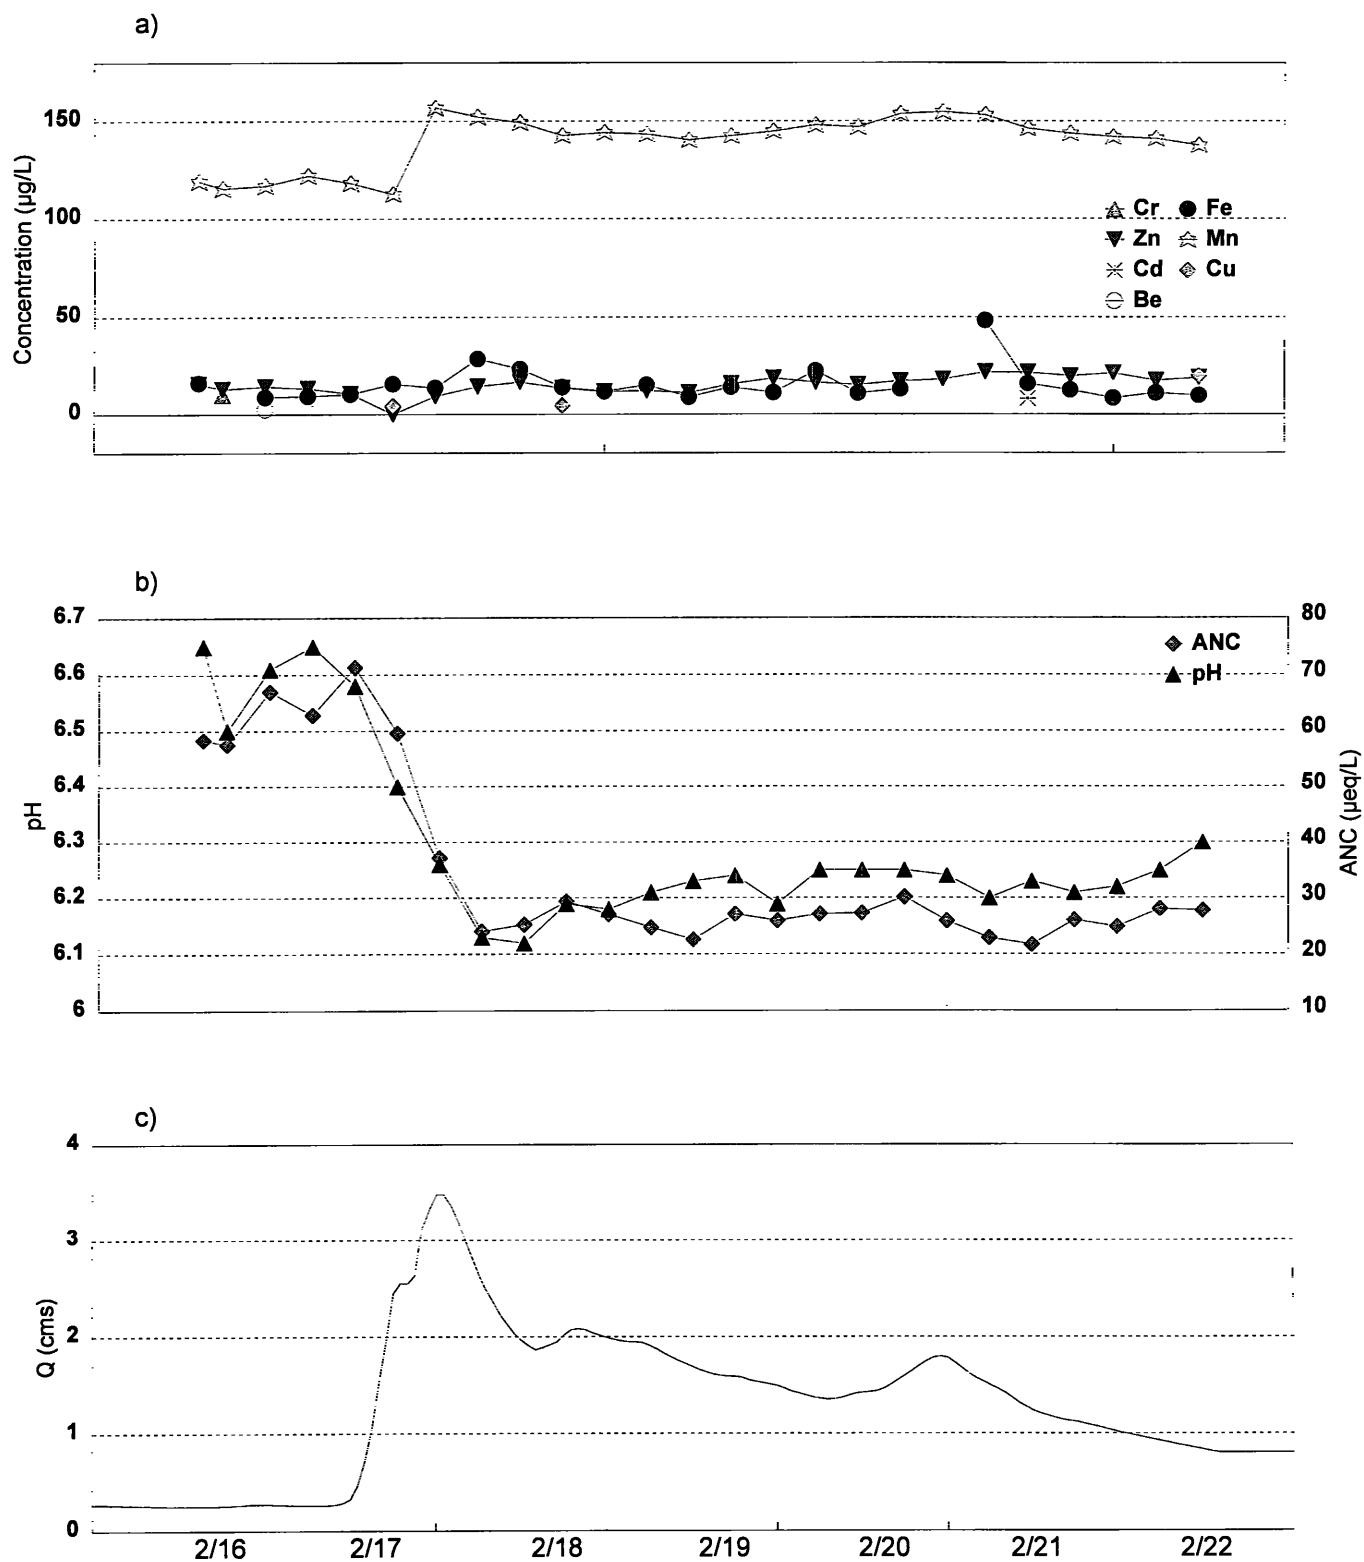 a)
150
100
50
0
Concentration (µg/L)
Cr Fe
Zn Mn
Cd Cu
Be
b)
6.7
6.6
6.5
6.4
6.3
6.2
6.1
6
pH
80
70
60
50
40
30
20
10
ANC (µeq/L)
ANC
pH
c)
4
3
2
1
0
Q (cms)
2/16 2/17 2/18 2/19 2/20 2/21 2/22